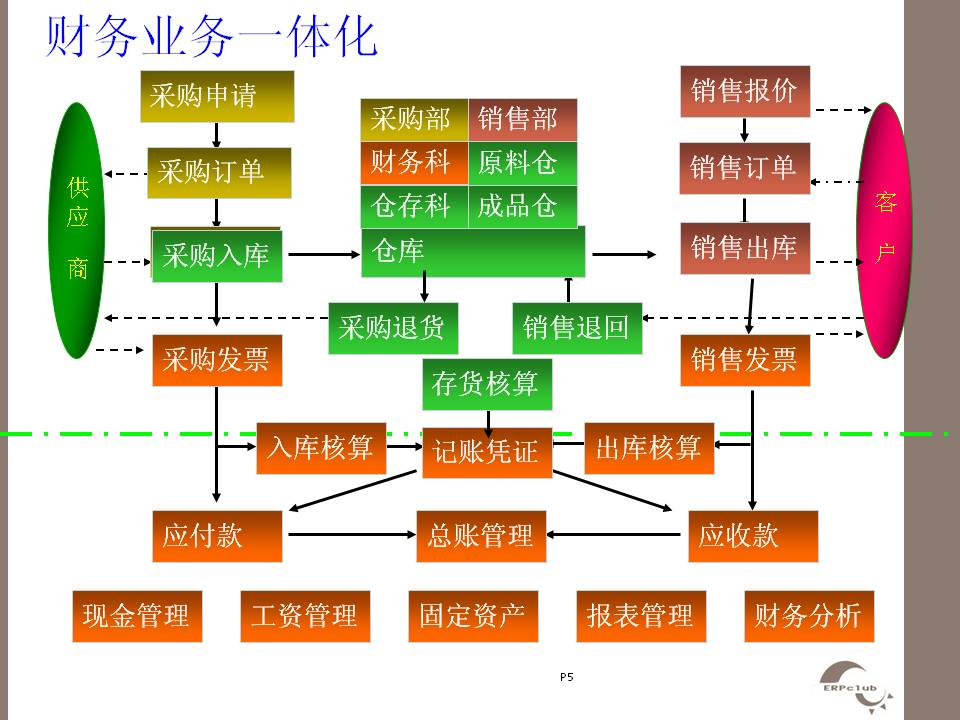 财务业务一体化
采购申请
销售报价
采购部
销售部
采购订单
财务科
原料仓
销售订单
供
应
商
仓存科
成品仓
客
户
采购入库
仓库
销售出库
采购退货
销售退回
采购发票
销售发票
存货核算
入库核算
记账凭证
出库核算
应付款
总账管理
应收款
现金管理
工资管理
固定资产
报表管理
财务分析
P5
ERPclub